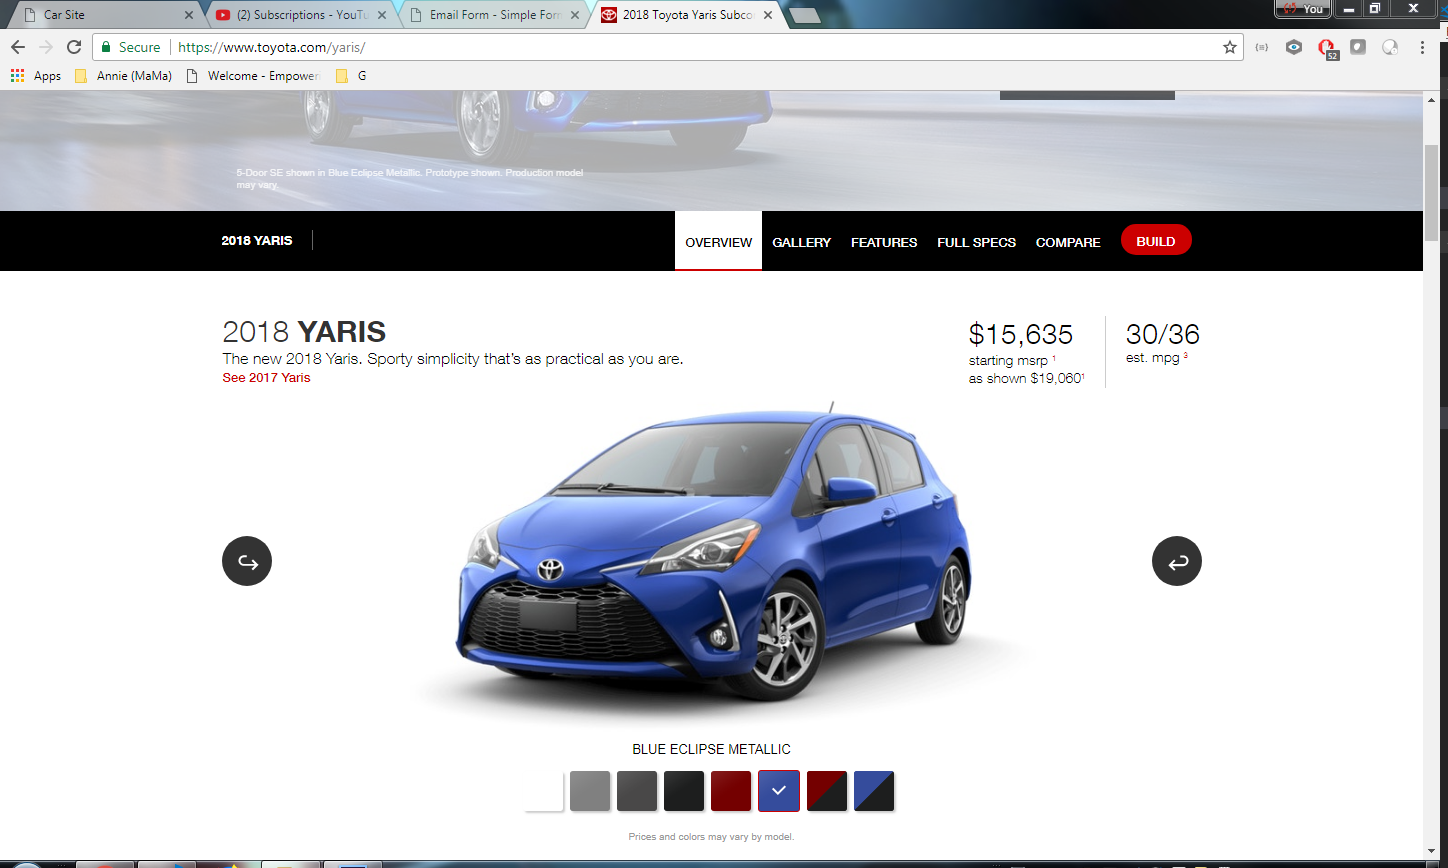 Car Site
(2) Subscriptions - YouTu
Email Form - Simple Form
2018 Toyota Yaris Subco
You
Secure
https://www.toyota.com/yaris/
52
Apps
Annie (MaMa)
Welcome - Empower
G
5-Door SE shown in Blue Eclipse Metallic. Prototype shown. Production model
may vary.
2018 YARIS
OVERVIEW
GALLERY
FEATURES
FULL SPECS
COMPARE
BUILD
2018 YARIS
The new 2018 Yaris. Sporty simplicity that's as practical as you are.
See 2017 Yaris
$15,635
starting msrp 1
as shown $19,0601
30/36
est. mpg 3
BLUE ECLIPSE METALLIC
Prices and colors may vary by model.